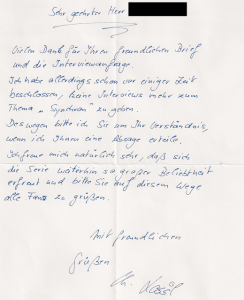 Sehr geehrter Herr
Vielen Dank für Ihren freundlichen Brief
und die Interviewanfrage.
Ich habe allerdings schon vor einiger Zeit
beschlossen, keine Interviews mehr zum
Thema "Synchron" zu geben.
Deswegen bitte ich Sie um Ihr Verständnis,
wenn ich Ihnen eine Absage erteile.
Ich freue mich natürlich sehr, daß sich
die Serie weiterhin so großer Beliebtheit
erfreut und bitte Sie auf diesem Wege
alle Fans zu grüßen.
Mit freundlichen
Grüßen